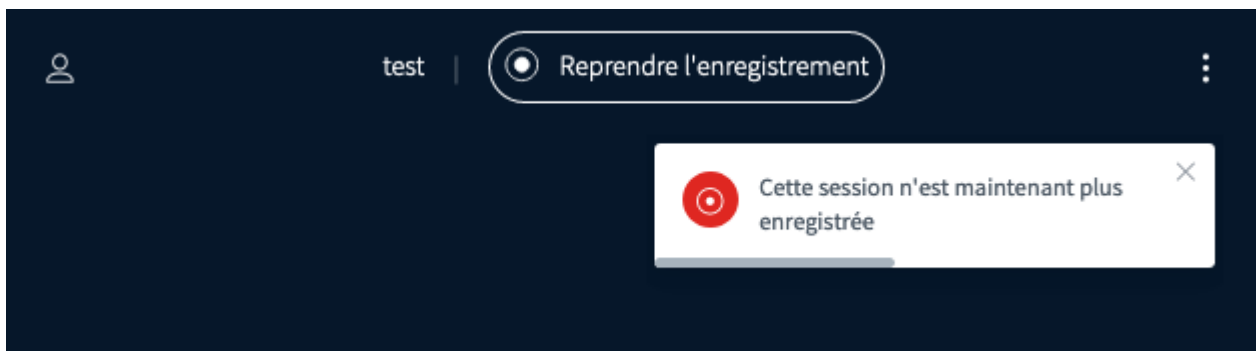 test | Reprendre l'enregistrement
Cette session n'est maintenant plus
enregistrée